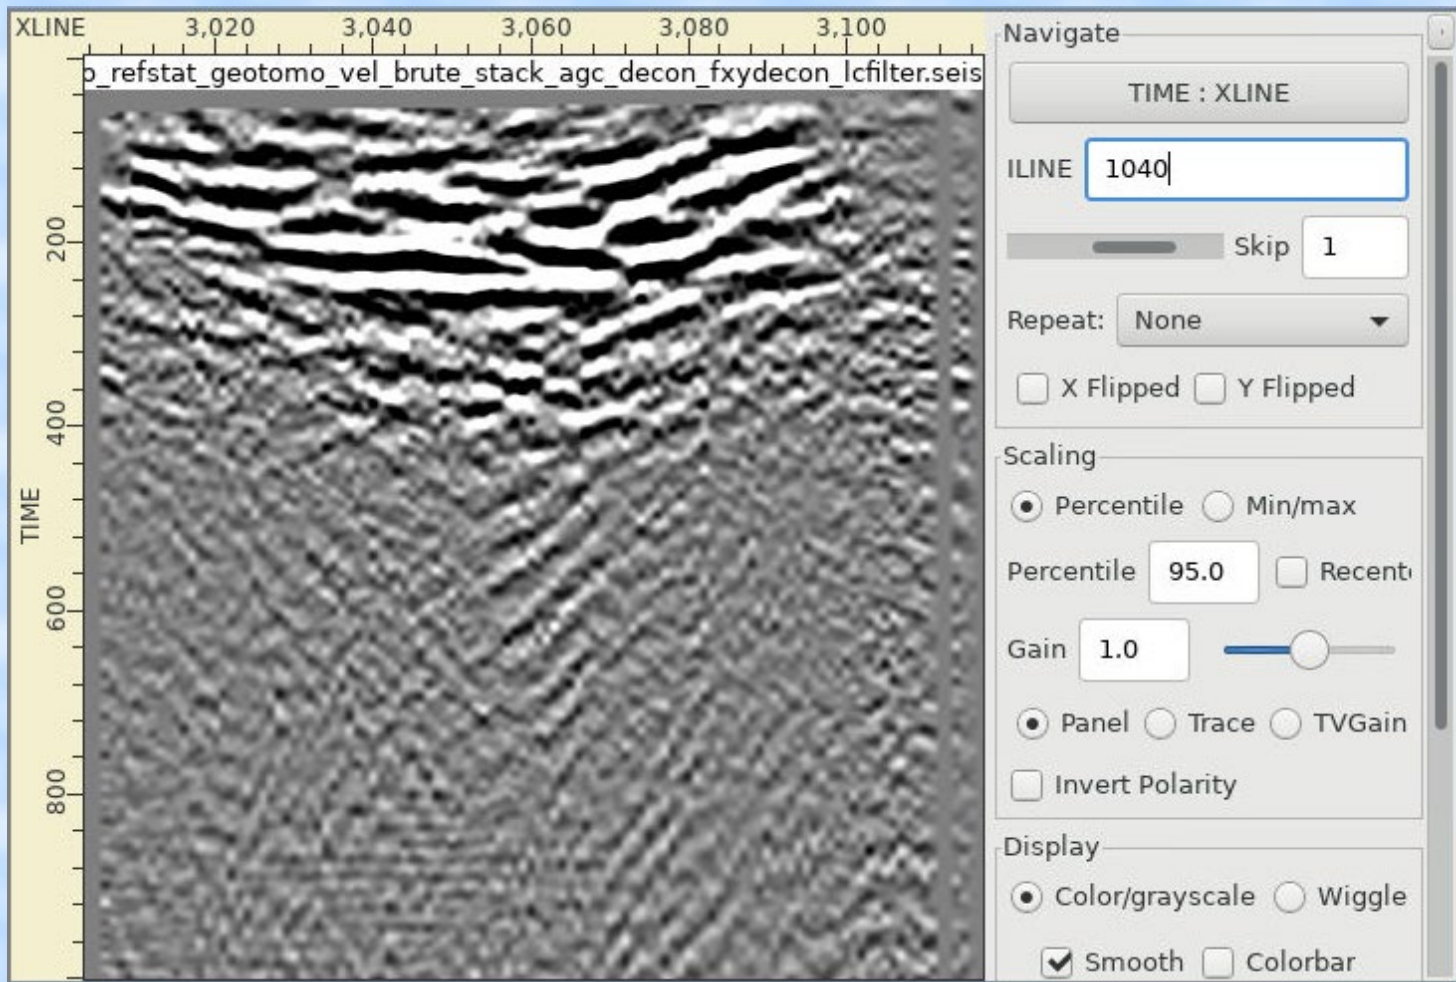 XLINE 3,020 3,040 3,060 3,080 3,100
o_refstat_geotomo_vel_brute_stack_agc_decon_fxydecon_lcfilter.seis
TIME
200
400
600
800
Navigate
TIME : XLINE
ILINE 1040
Skip 1
Repeat: None
X Flipped Y Flipped
Scaling
Percentile Min/max
Percentile 95.0 Recent
Gain 1.0
Panel Trace TVGain
Invert Polarity
Display
Color/grayscale Wiggle
Smooth Colorbar